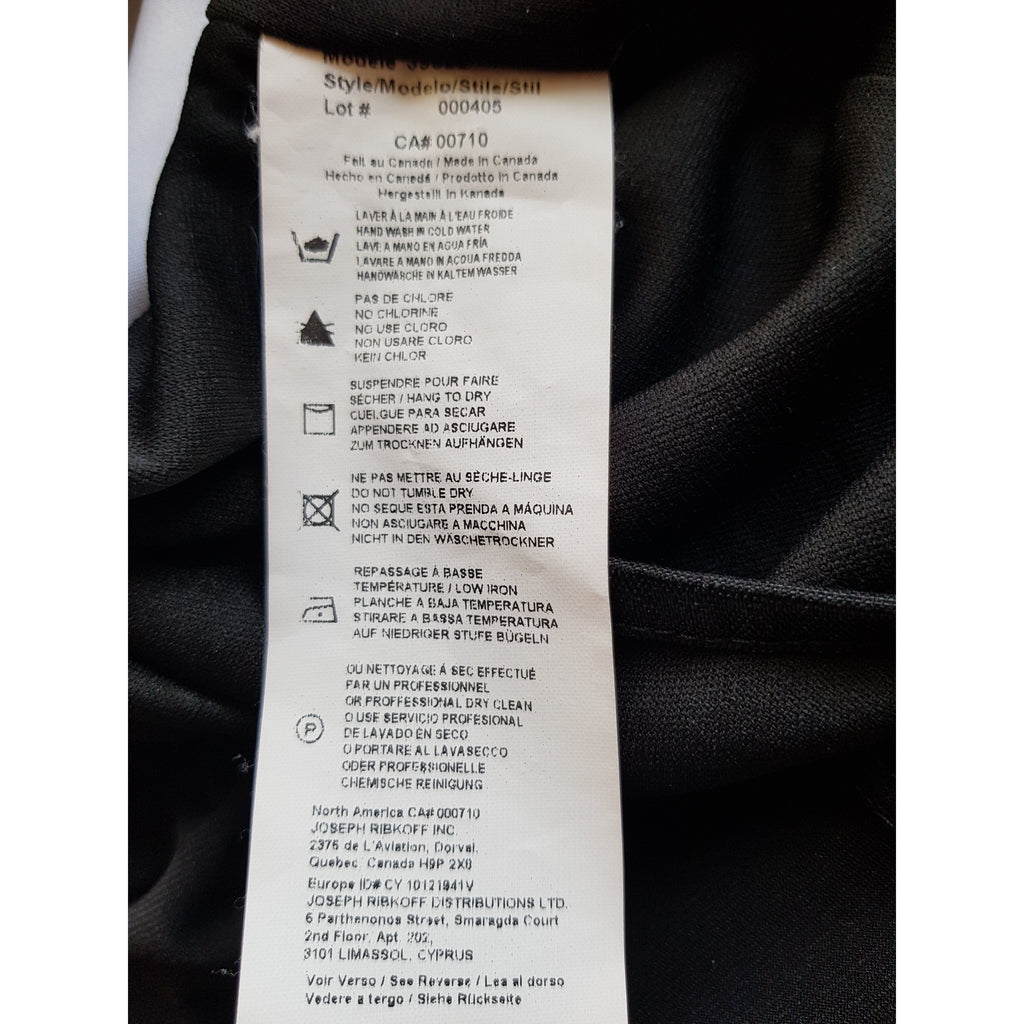 Modele
Style/Modelo/Stile/Stil
Lot # 000405
CA# 00710
Fait au Canada / Made in Canada
Hecho en Canadá / Prodotto in Canada
Hergestellt in Kanada
LAVER À LA MAIN À L'EAU FROIDE
HAND WASH IN COLD WATER
LAVE A MANO EN AGUA FRÍA
LAVARE A MANO IN ACQUA FREDDA
HANDWÄRCHE IN KALTEM WASSER
PAS DE CHLORE
NO CHLORINE
NO USE CLORO
NON USARE CLORO
KEIN CHLOR
SUSPENDRE POUR FAIRE
SÉCHER / HANG TO DRY
CUELGUE PARA SECAR
APPENDERE AD ASCIUGARE
ZUM TROCKNEN AUFHÄNGEN
NE PAS METTRE AU SÈCHE-LINGE
DO NOT TUMBLE DRY
NO SEQUE ESTA PRENDA A MÁQUINA
NON ASCIUGARE A MACCHINA
NICHT IN DEN WÄSCHETROCKNER
REPASSAGE À BASSE
TEMPÉRATURE / LOW IRON
PLANCHE A BAJA TEMPERATURA
STIRARE A BASSA TEMPERATURA
AUF NIEDRIGER STUFE BÜGELN
OU NETTOYAGE À SEC EFFECTUÉ
PAR UN PROFESSIONNEL
OR PROFFESSIONAL DRY CLEAN
O USE SERVICIO PROFESIONAL
DE LAVADO EN SECO
O PORTARE AL LAVASECCO
ODER PROFESSIONELLE
CHEMISCHE REINIGUNG
P
North America CA# 000710
JOSEPH RIBKOFF INC.
2375 de L'Aviation, Dorval,
Quebec, Canada H9P 2X6
Europe ID# CY 10121941V
JOSEPH RIBKOFF DISTRIBUTIONS LTD.
6 Parthenonos Street, Smaragda Court
2nd Floor, Apt. 202,
3101 LIMASSOL, CYPRUS
Voir Verso / See Reverse / Lea al dorso
Vedere a tergo / Siehe Rückseite